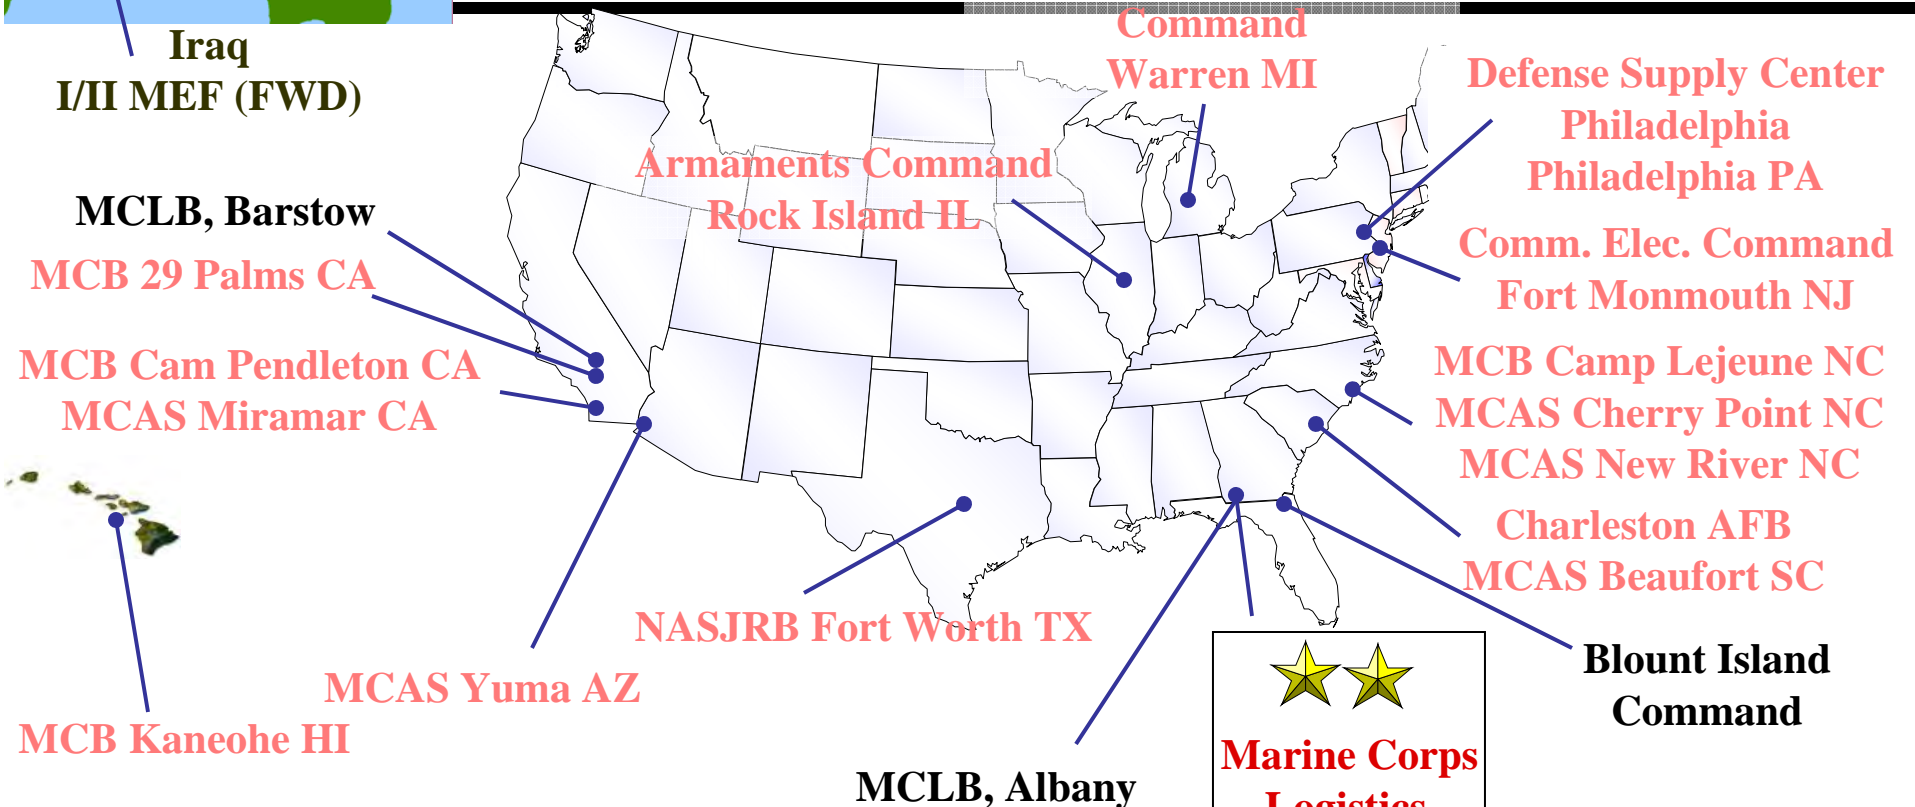 Iraq
I/II MEF (FWD)
Command
Warren MI
Defense Supply Center
Philadelphia
Philadelphia PA
Armaments Command
Rock Island IL
MCLB, Barstow
MCB 29 Palms CA
Comm. Elec. Command
Fort Monmouth NJ
MCB Cam Pendleton CA
MCAS Miramar CA
MCB Camp Lejeune NC
MCAS Cherry Point NC
MCAS New River NC
Charleston AFB
MCAS Beaufort SC
NASJRB Fort Worth TX
MCAS Yuma AZ
MCB Kaneohe HI
Blount Island
Command
MCLB, Albany
Marine Corps
Logistics